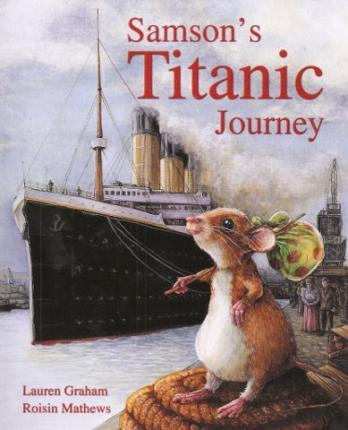 Samson's
Titanic
Journey
Lauren Graham
Roisin Mathews